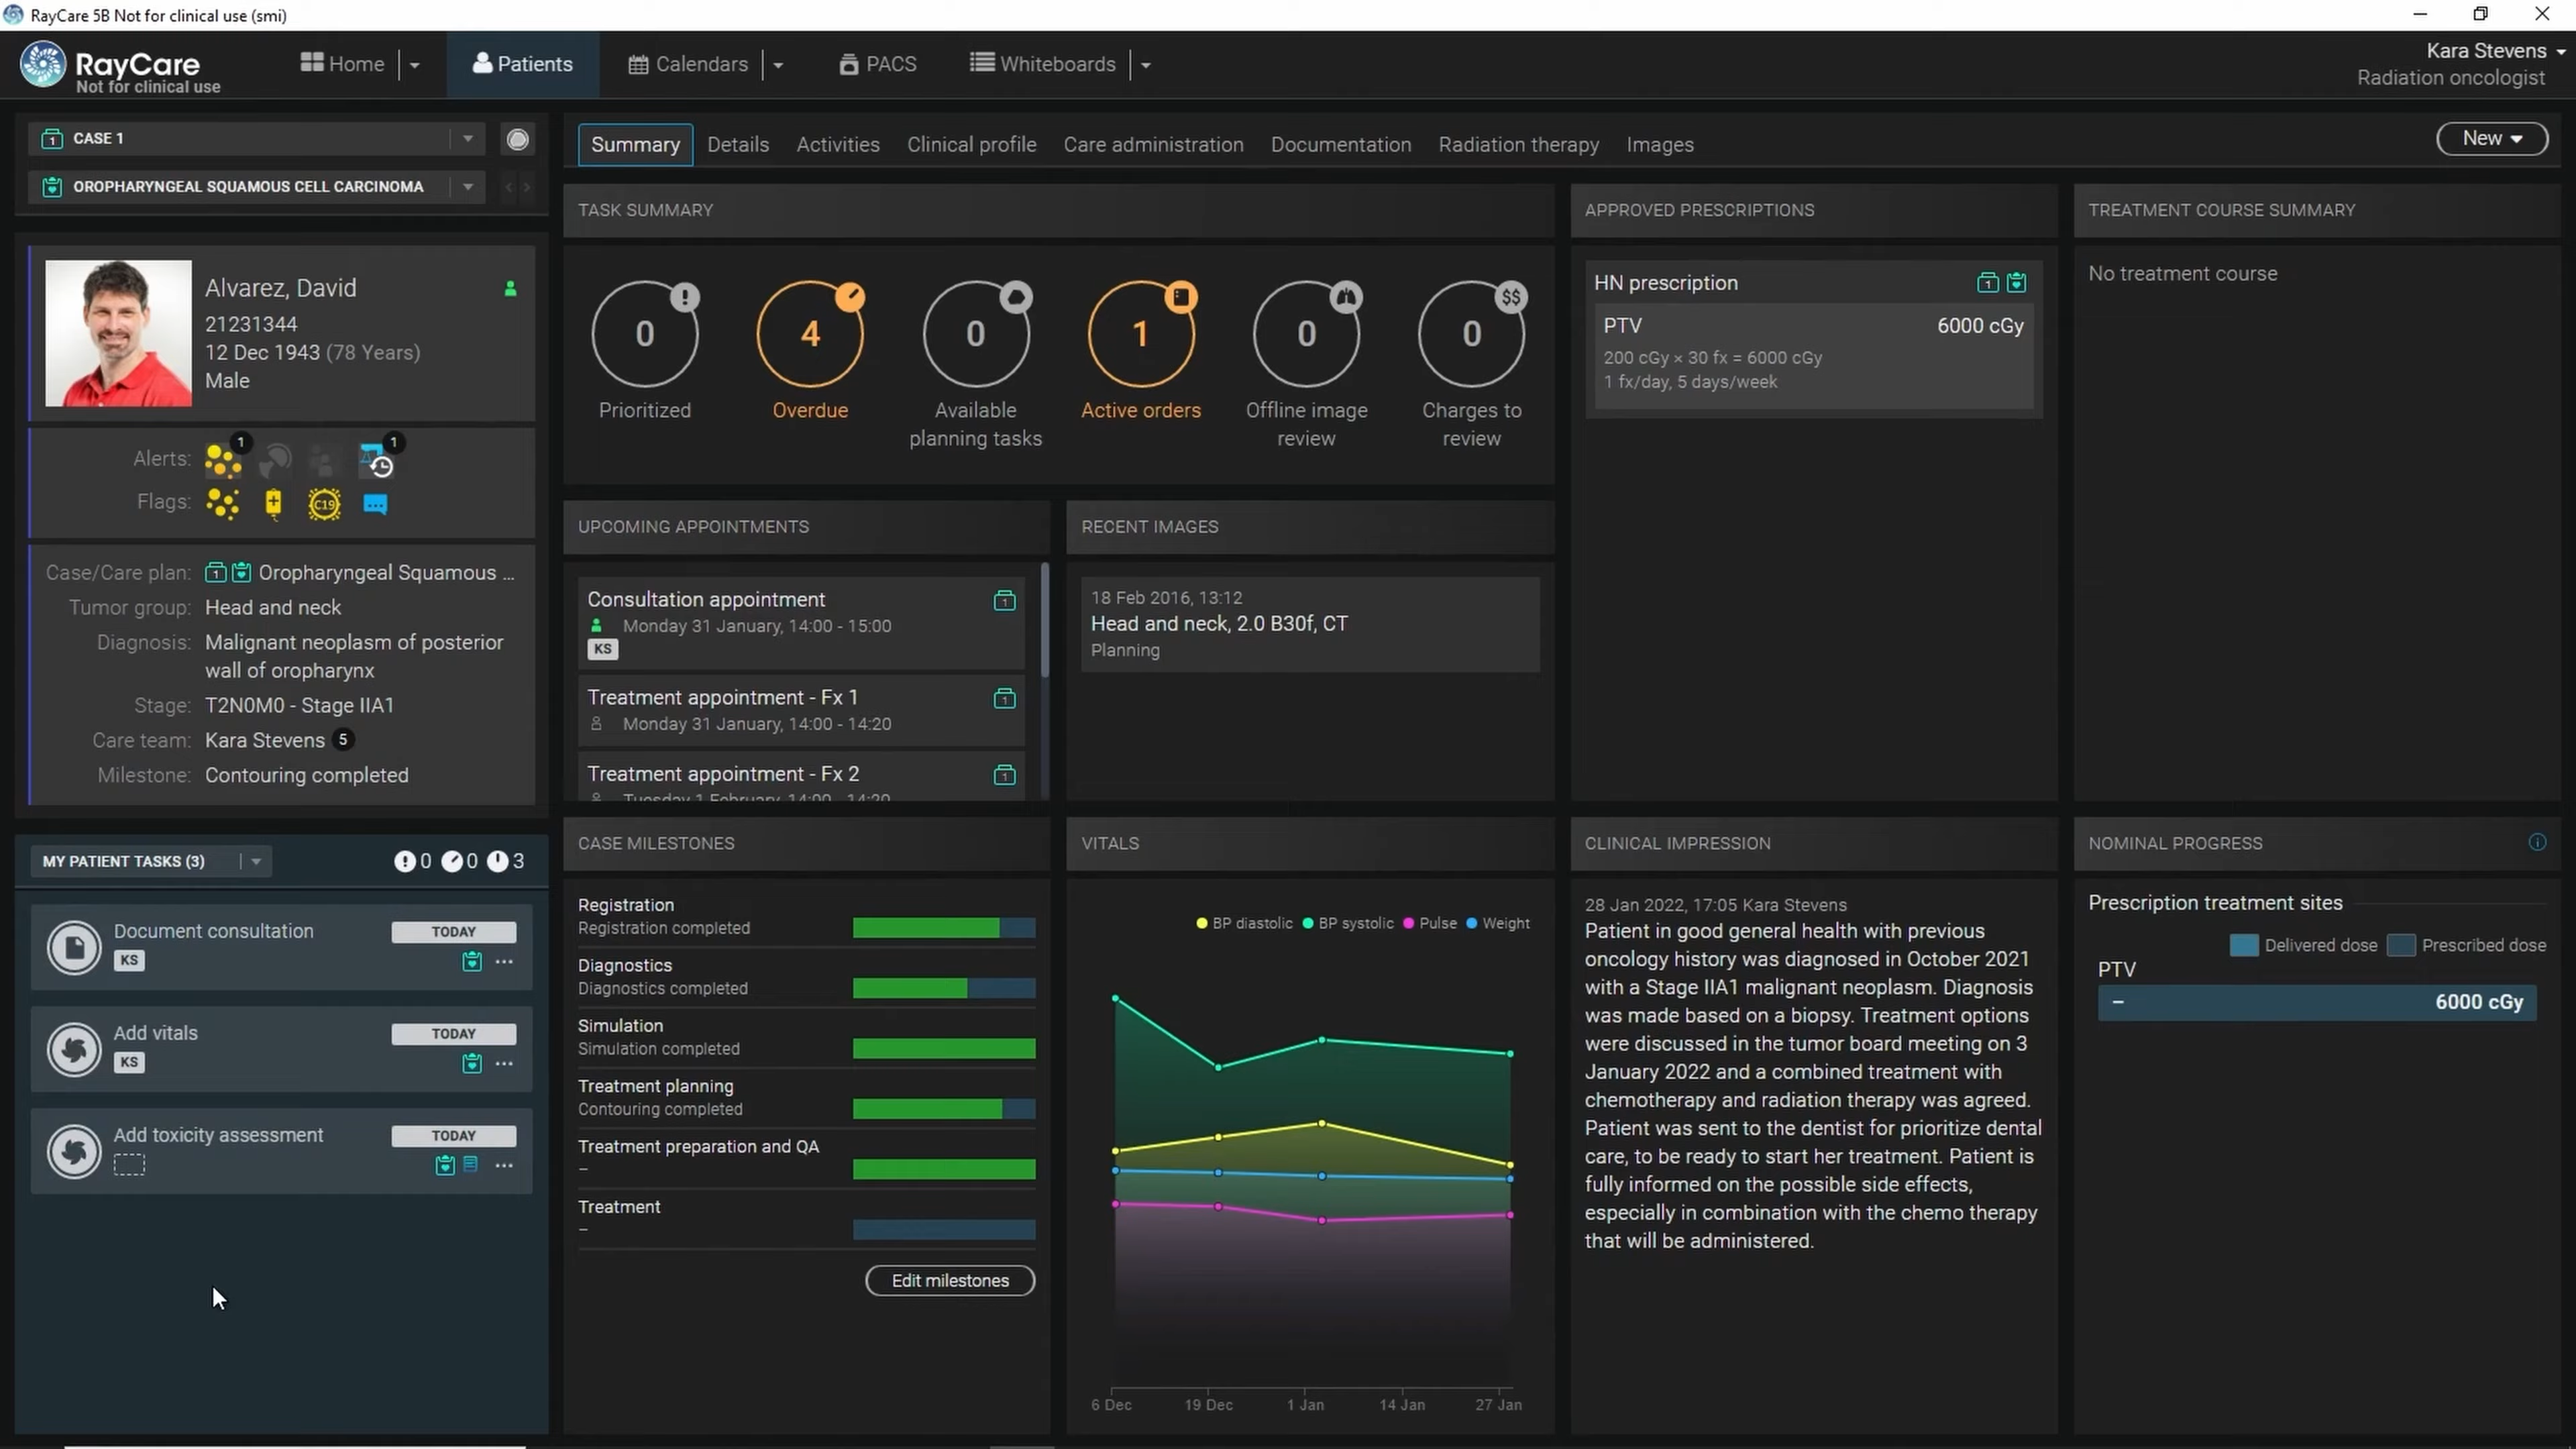 RayCare 5B Not for clinical use (smi)
RayCare
Not for clinical use
Home
Patients
Calendars
PACS
Whiteboards
Kara Stevens
Radiation oncologist
1 CASE 1
OROPHARYNGEAL SQUAMOUS CELL CARCINOMA
Summary
Details
Activities
Clinical profile
Care administration
Documentation
Radiation therapy
Images
New
Alvarez, David
21231344
12 Dec 1943 (78 Years)
Male
Alerts: 1 1
Flags: C19
Case/Care plan: 1 Oropharyngeal Squamous ...
Tumor group: Head and neck
Diagnosis: Malignant neoplasm of posterior
wall of oropharynx
Stage: T2N0M0 - Stage IIA1
Care team: Kara Stevens 5
Milestone: Contouring completed
MY PATIENT TASKS (3)
0 0 3
Document consultation
TODAY
KS
Add vitals
TODAY
KS
Add toxicity assessment
TODAY
TASK SUMMARY
0 4 0 1 0 $$ 0
Prioritized
Overdue
Available
planning tasks
Active orders
Offline image
review
Charges to
review
UPCOMING APPOINTMENTS
Consultation appointment 1
Monday 31 January, 14:00 - 15:00
KS
Treatment appointment - Fx 1 1
Monday 31 January, 14:00 - 14:20
Treatment appointment - Fx 2 1
Tuesday 1 February, 14:00 - 14:20
RECENT IMAGES
18 Feb 2016, 13:12
Head and neck, 2.0 B30f, CT
Planning
APPROVED PRESCRIPTIONS
HN prescription 1
PTV 6000 cGy
200 cGy × 30 fx = 6000 cGy
1 fx/day, 5 days/week
TREATMENT COURSE SUMMARY
No treatment course
CASE MILESTONES
Registration
Registration completed
Diagnostics
Diagnostics completed
Simulation
Simulation completed
Treatment planning
Contouring completed
Treatment preparation and QA
–
Treatment
–
Edit milestones
VITALS
BP diastolic BP systolic Pulse Weight
6 Dec 19 Dec 1 Jan 14 Jan 27 Jan
CLINICAL IMPRESSION
28 Jan 2022, 17:05 Kara Stevens
Patient in good general health with previous
oncology history was diagnosed in October 2021
with a Stage IIA1 malignant neoplasm. Diagnosis
was made based on a biopsy. Treatment options
were discussed in the tumor board meeting on 3
January 2022 and a combined treatment with
chemotherapy and radiation therapy was agreed.
Patient was sent to the dentist for prioritize dental
care, to be ready to start her treatment. Patient is
fully informed on the possible side effects,
especially in combination with the chemo therapy
that will be administered.
NOMINAL PROGRESS
Prescription treatment sites
Delivered dose Prescribed dose
PTV
– 6000 cGy